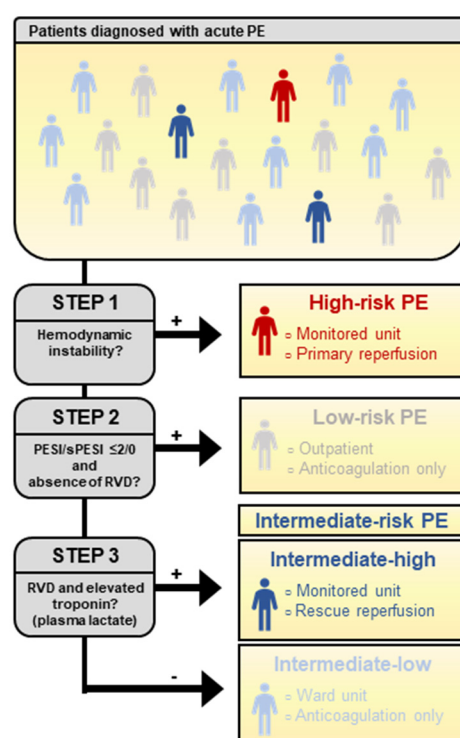 Patients diagnosed with acute PE
STEP 1
Hemodynamic
instability?
+
High-risk PE
▫ Monitored unit
▫ Primary reperfusion
STEP 2
PESI/sPESI ≤2/0
and
absence of RVD?
+
Low-risk PE
▫ Outpatient
▫ Anticoagulation only
Intermediate-risk PE
STEP 3
RVD and elevated
troponin?
(plasma lactate)
+
Intermediate-high
▫ Monitored unit
▫ Rescue reperfusion
-
Intermediate-low
▫ Ward unit
▫ Anticoagulation only